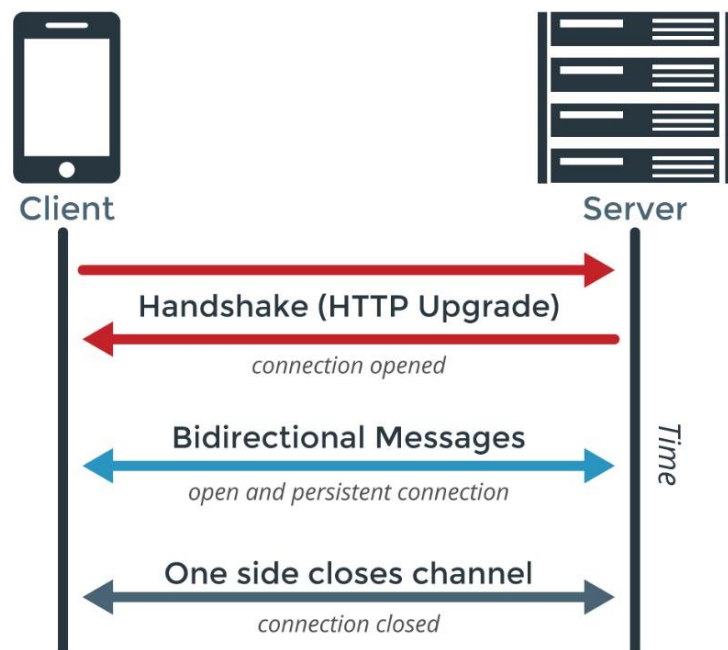 Client
Server
Handshake (HTTP Upgrade)
connection opened
Bidirectional Messages
open and persistent connection
Time
One side closes channel
connection closed